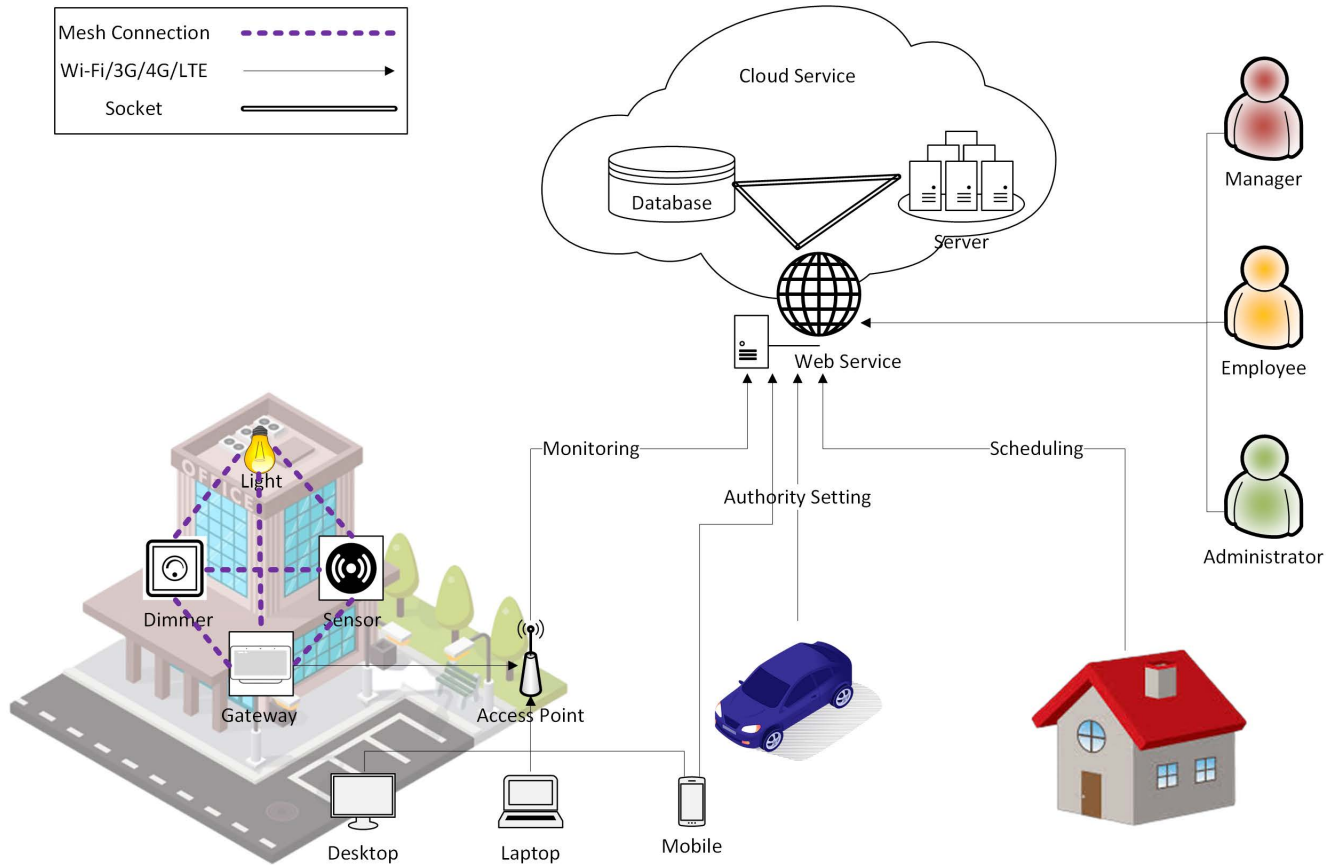 Mesh Connection
Wi-Fi/3G/4G/LTE
Socket
Cloud Service
Database
Server
Web Service
Manager
Employee
Administrator
Monitoring
Scheduling
Authority Setting
OFFICE
Light
Dimmer
Sensor
Gateway
Access Point
Desktop
Laptop
Mobile